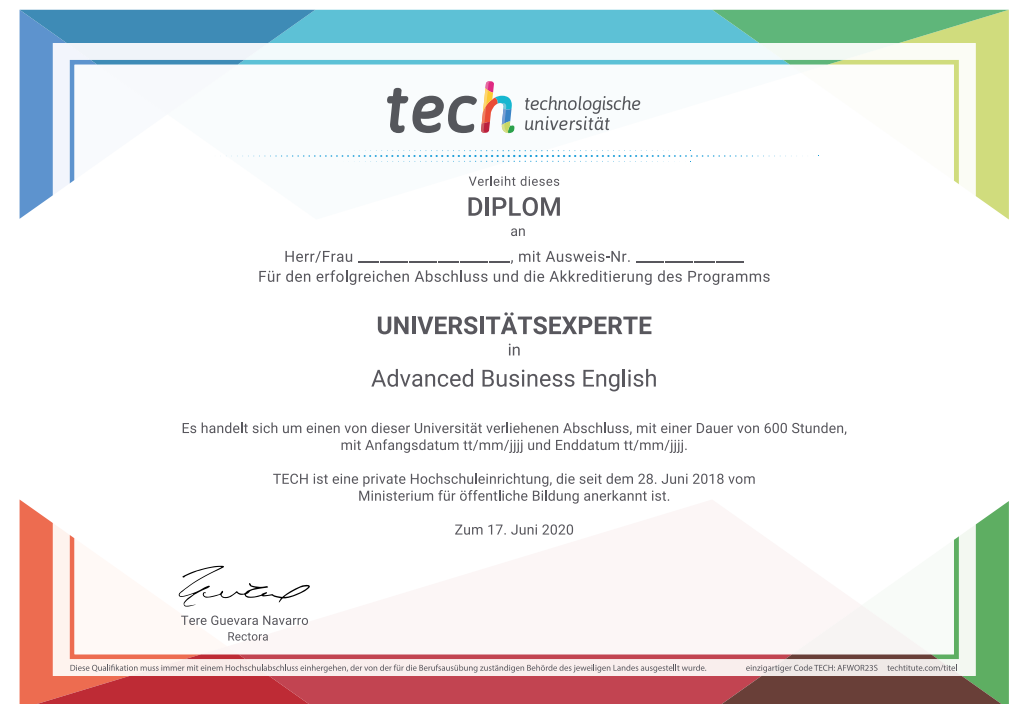 tech technologische
universität
Verleiht dieses
DIPLOM
an
Herr/Frau ________________, mit Ausweis-Nr. ____________
Für den erfolgreichen Abschluss und die Akkreditierung des Programms
UNIVERSITÄTSEXPERTE
in
Advanced Business English
Es handelt sich um einen von dieser Universität verliehenen Abschluss, mit einer Dauer von 600 Stunden,
mit Anfangsdatum tt/mm/jjjj und Enddatum tt/mm/jjjj.
TECH ist eine private Hochschuleinrichtung, die seit dem 28. Juni 2018 vom
Ministerium für öffentliche Bildung anerkannt ist.
Zum 17. Juni 2020
Tere Guevara Navarro
Rectora
Diese Qualifikation muss immer mit einem Hochschulabschluss einhergehen, der von der für die Berufsausübung zuständigen Behörde des jeweiligen Landes ausgestellt wurde. einzigartiger Code TECH: AFWOR23S techtitute.com/titel